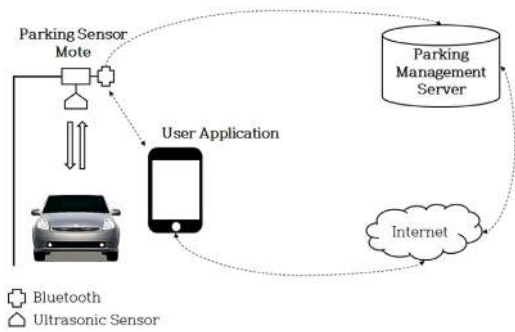 Parking Sensor
Mote
Parking
Management
Server
User Application
Internet
Bluetooth
Ultrasonic Sensor